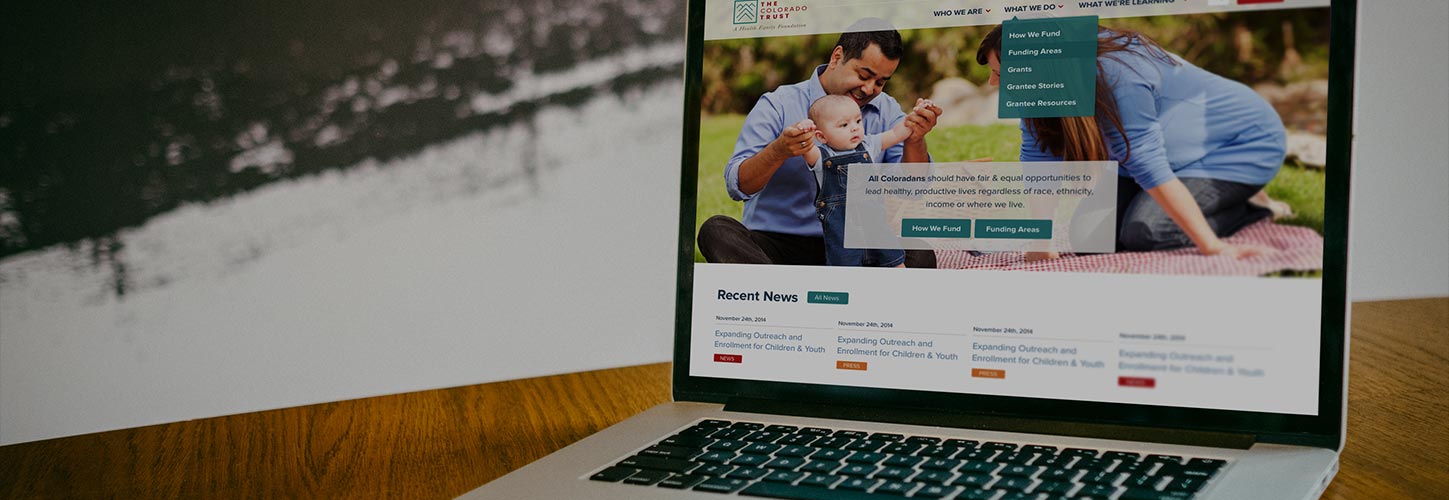 THE
COLORADO
TRUST
A Health Equity Foundation
WHO WE ARE
WHAT WE DO
WHAT WE'RE LEARNING
How We Fund
Funding Areas
Grants
Grantee Stories
Grantee Resources
All Coloradans should have fair & equal opportunities to
lead healthy, productive lives regardless of race, ethnicity,
income or where we live.
How We Fund
Funding Areas
Recent News
All News
November 24th, 2014
Expanding Outreach and
Enrollment for Children & Youth
NEWS
November 24th, 2014
Expanding Outreach and
Enrollment for Children & Youth
PRESS
November 24th, 2014
Expanding Outreach and
Enrollment for Children & Youth
PRESS
November 24th, 2014
Expanding Outreach and
Enrollment for Children & Youth
NEWS